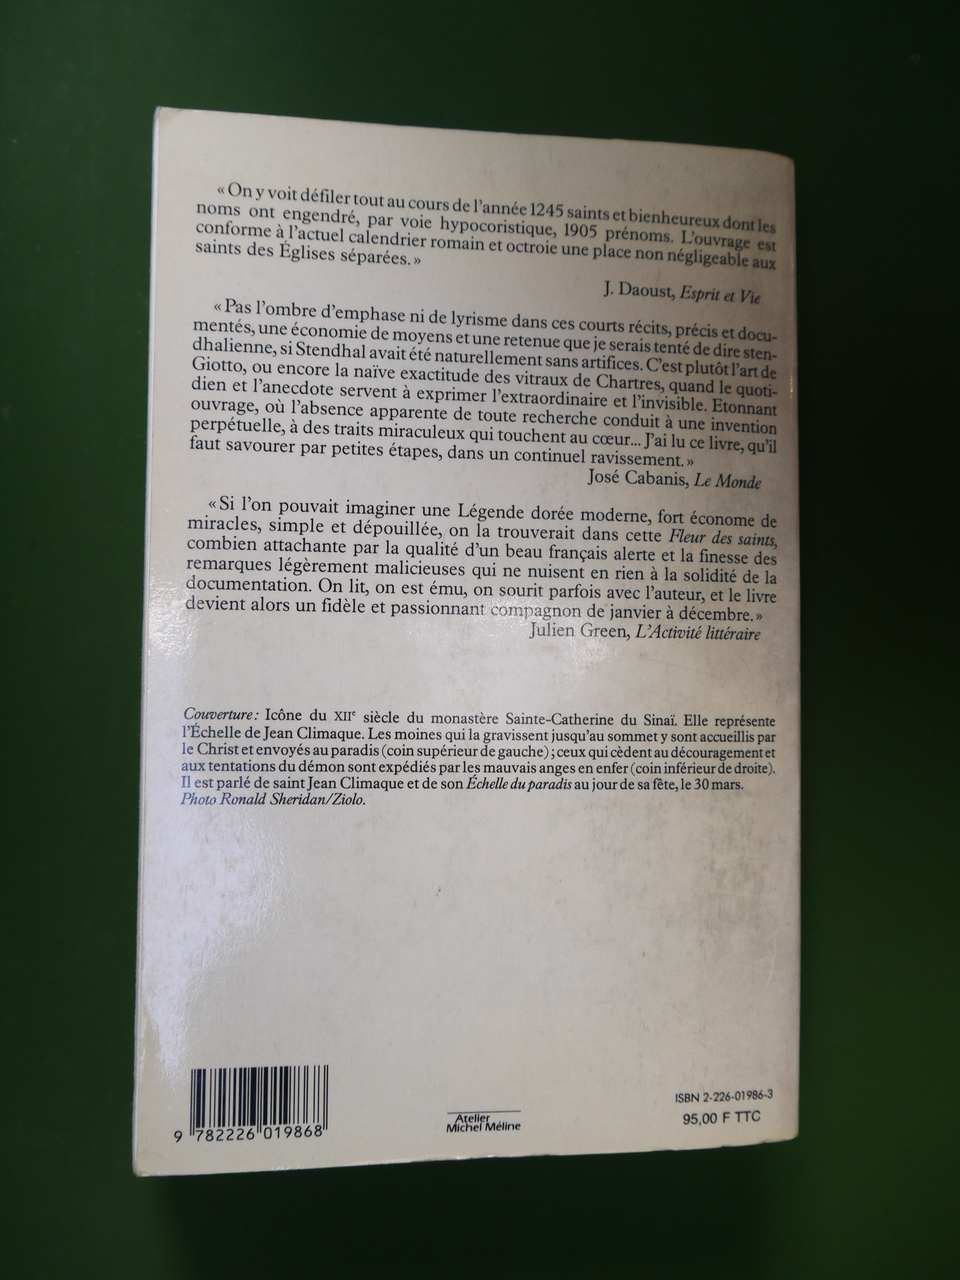 « On y voit défiler tout au cours de l'année 1245 saints et bienheureux dont les
noms ont engendré, par voie hypocoristique, 1905 prénoms. L'ouvrage est
conforme à l'actuel calendrier romain et octroie une place non négligeable aux
saints des Églises séparées. »
J. Daoust, Esprit et Vie
« Pas l'ombre d'emphase ni de lyrisme dans ces courts récits, précis et docu-
mentés, une économie de moyens et une retenue que je serais tenté de dire sten-
dhalienne, si Stendhal avait été naturellement sans artifices. C'est plutôt l'art de
Giotto, ou encore la naïve exactitude des vitraux de Chartres, quand le quoti-
dien et l'anecdote servent à exprimer l'extraordinaire et l'invisible. Etonnant
ouvrage, où l'absence apparente de toute recherche conduit à une invention
perpétuelle, à des traits miraculeux qui touchent au cœur... J'ai lu ce livre, qu'il
faut savourer par petites étapes, dans un continuel ravissement. »
José Cabanis, Le Monde
« Si l'on pouvait imaginer une Légende dorée moderne, fort économe de
miracles, simple et dépouillée, on la trouverait dans cette Fleur des saints,
combien attachante par la qualité d'un beau français alerte et la finesse des
remarques légèrement malicieuses qui ne nuisent en rien à la solidité de la
documentation. On lit, on est ému, on sourit parfois avec l'auteur, et le livre
devient alors un fidèle et passionnant compagnon de janvier à décembre. »
Julien Green, L'Activité littéraire
Couverture : Icône du XIIe siècle du monastère Sainte-Catherine du Sinaï. Elle représente
l'Échelle de Jean Climaque. Les moines qui la gravissent jusqu'au sommet y sont accueillis par
le Christ et envoyés au paradis (coin supérieur de gauche) ; ceux qui cèdent au découragement et
aux tentations du démon sont expédiés par les mauvais anges en enfer (coin inférieur de droite).
Il est parlé de saint Jean Climaque et de son Échelle du paradis au jour de sa fête, le 30 mars.
Photo Ronald Sheridan/Ziolo.
ISBN 2-226-01986-3
95,00 F TTC
Atelier
Michel Méline
9 782226 019868